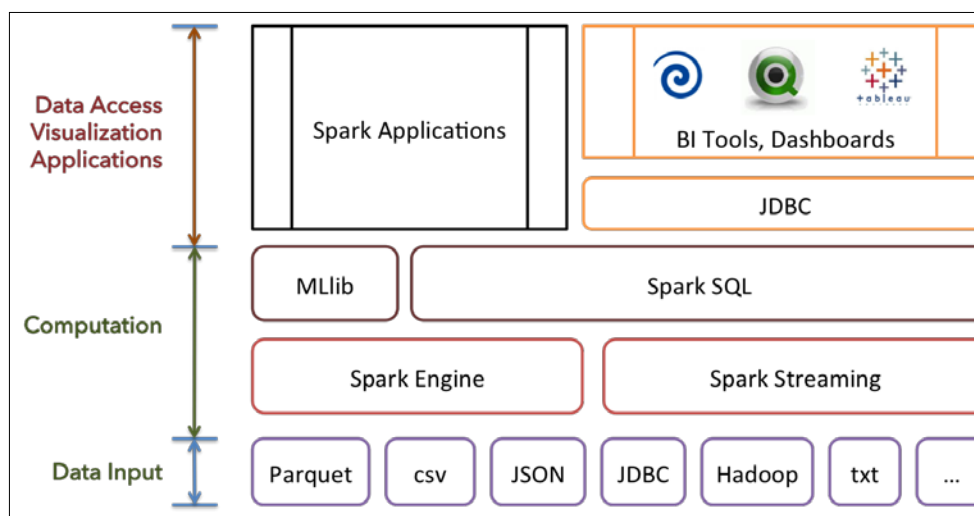 Data Access
Visualization
Applications
Spark Applications
tableau
BI Tools, Dashboards
JDBC
Computation
MLlib
Spark SQL
Spark Engine
Spark Streaming
Data Input
Parquet
csv
JSON
JDBC
Hadoop
txt
...